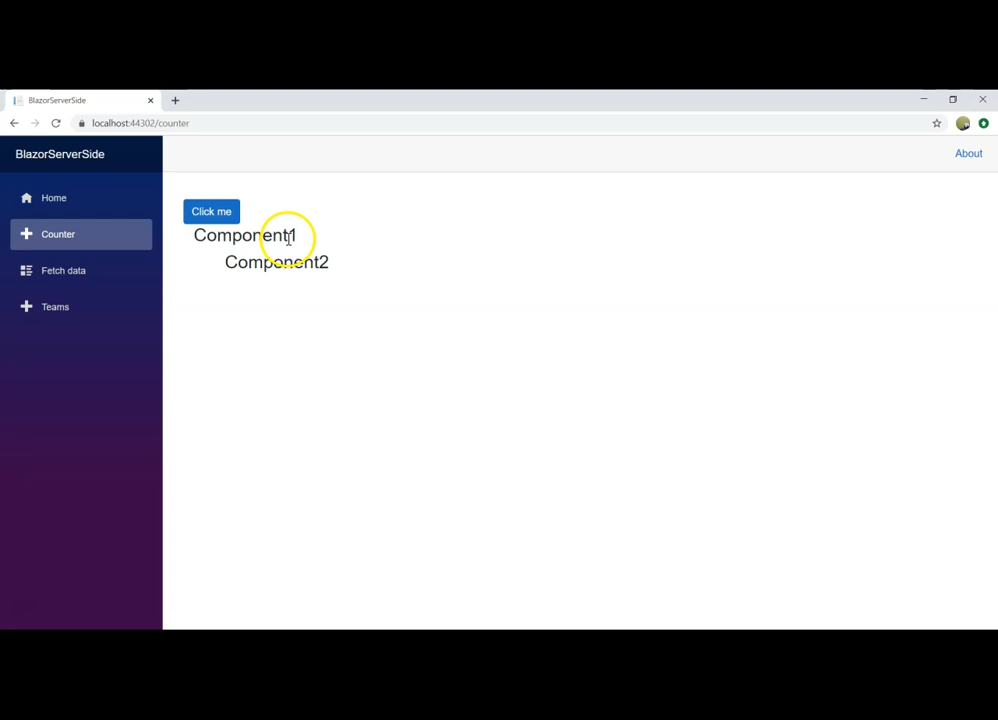 BlazorServerSide
localhost:44302/counter
BlazorServerSide
About
Home
Click me
Counter
Component1
Component2
Fetch data
Teams